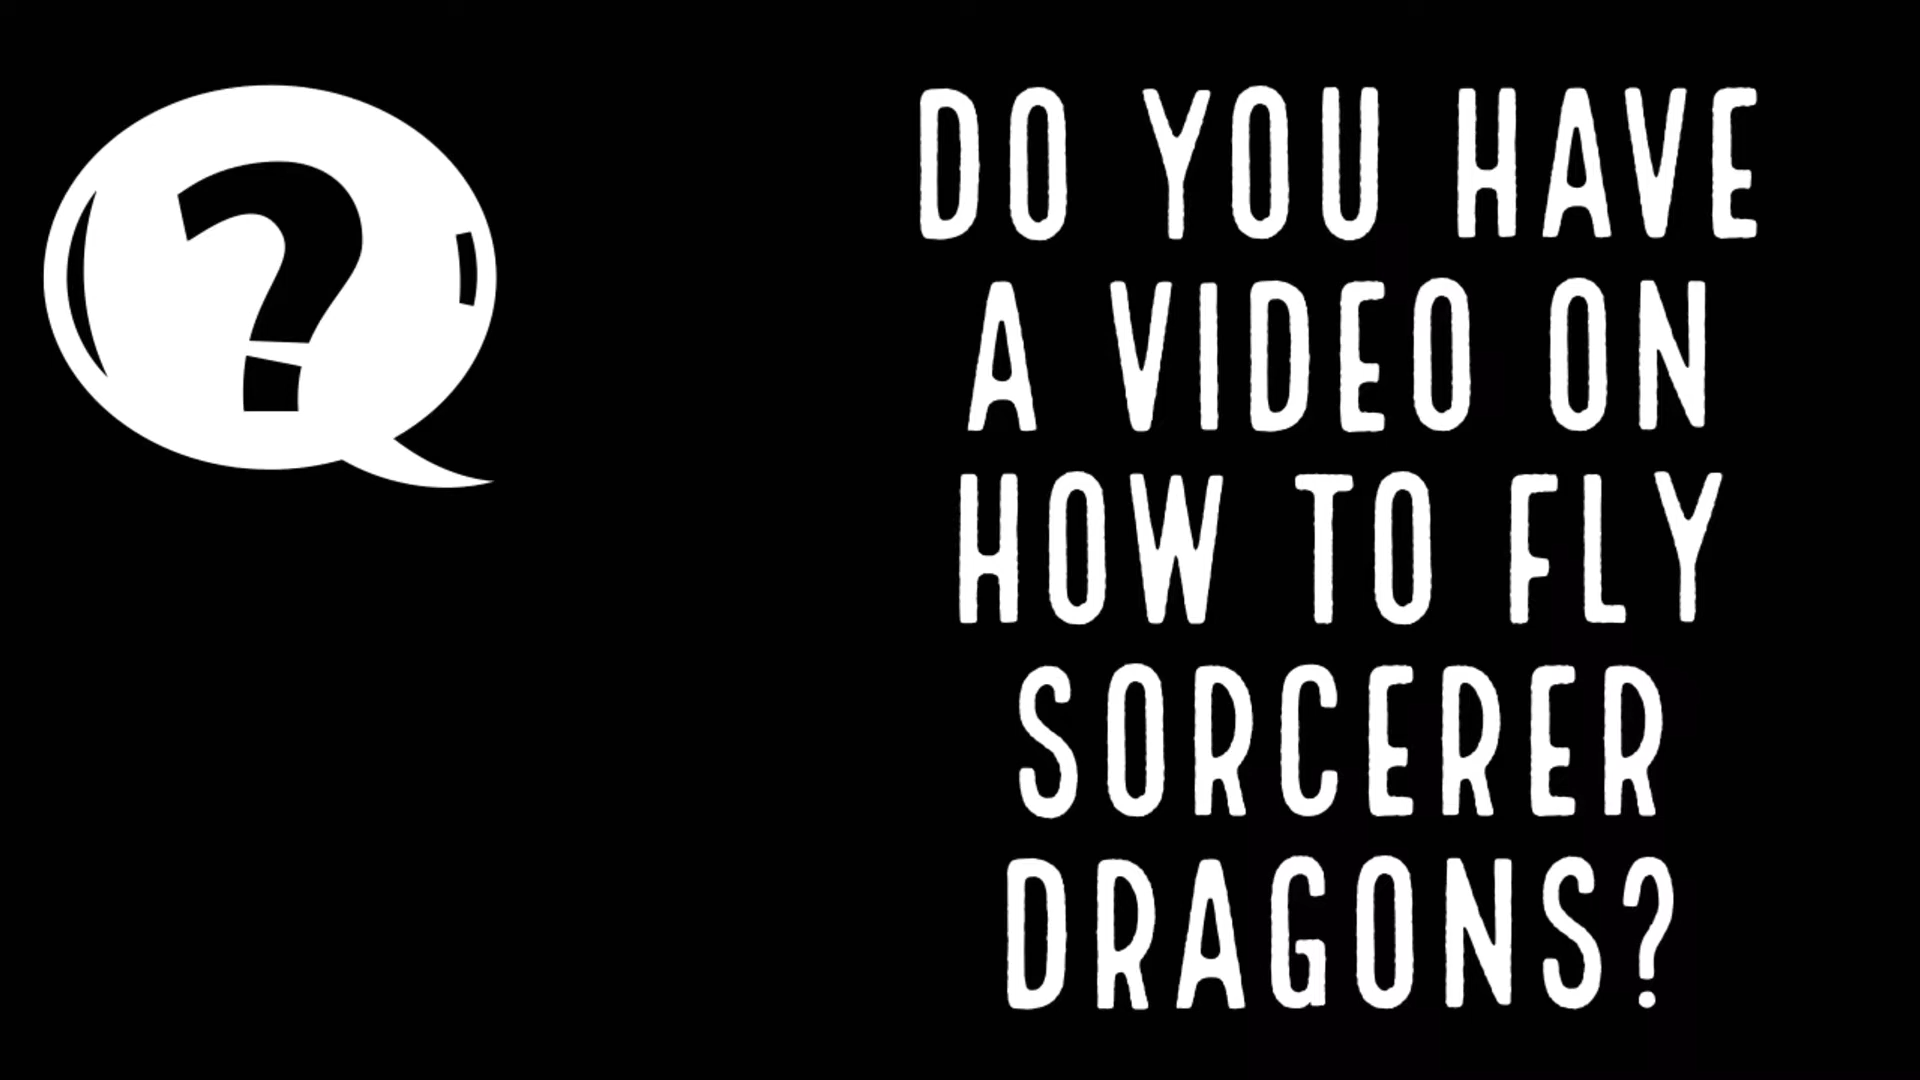 ?
DO YOU HAVE
A VIDEO ON
HOW TO FLY
SORCERER
DRAGONS?